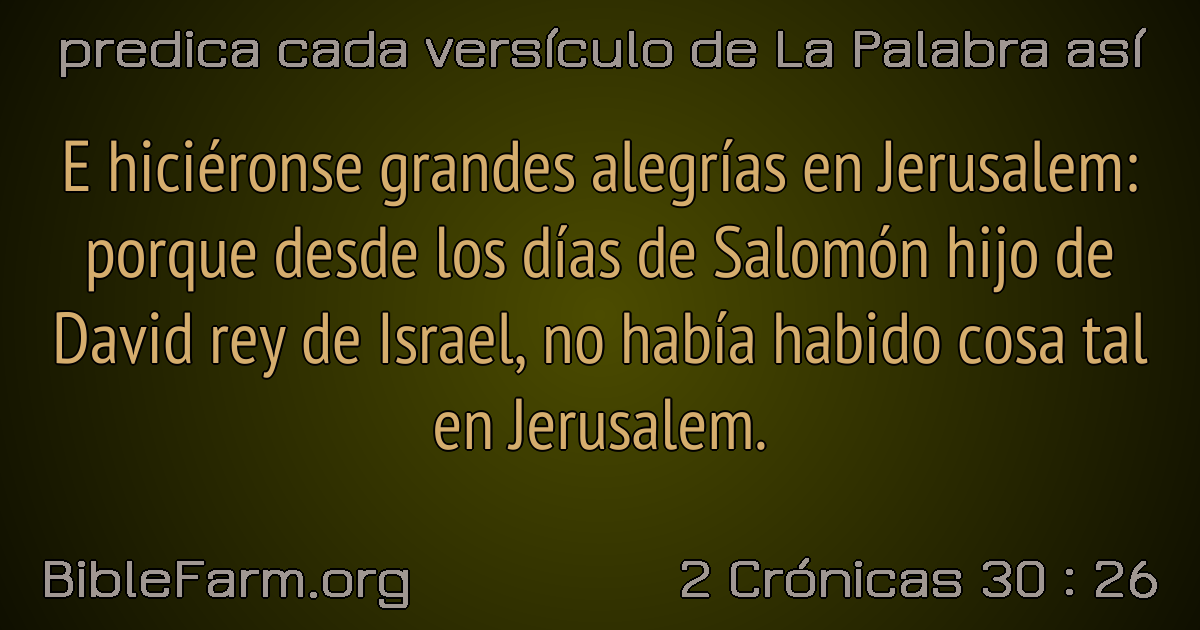 predica cada versículo de La Palabra así
E hiciéronse grandes alegrías en Jerusalem:
porque desde los días de Salomón hijo de
David rey de Israel, no había habido cosa tal
en Jerusalem.
BibleFarm.org
2 Crónicas 30 : 26